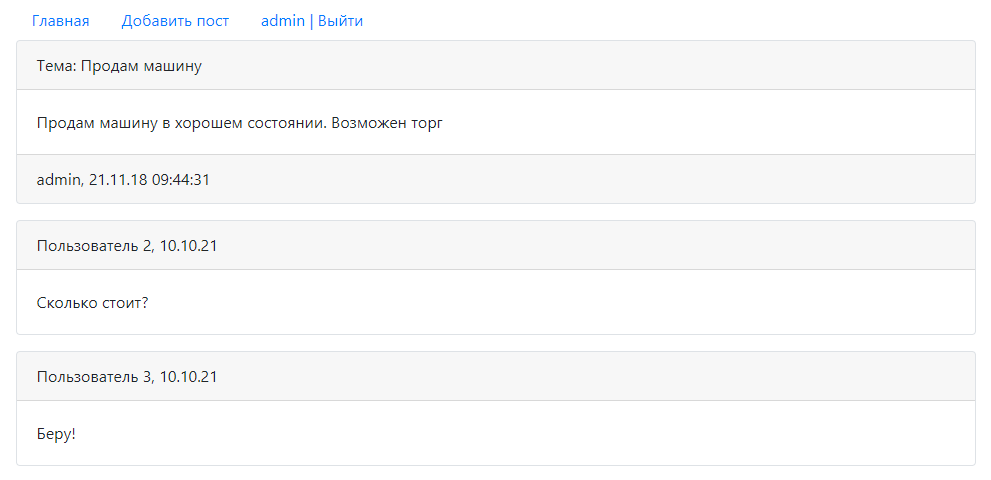 Главная Добавить пост admin | Выйти
Тема: Продам машину
Продам машину в хорошем состоянии. Возможен торг
admin, 21.11.18 09:44:31
Пользователь 2, 10.10.21
Сколько стоит?
Пользователь 3, 10.10.21
Беру!